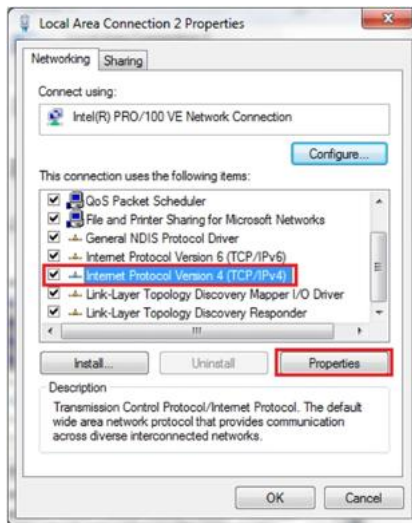 Local Area Connection 2 Properties
Networking
Sharing
Connect using:
Intel(R) PRO/100 VE Network Connection
Configure...
This connection uses the following items:
QoS Packet Scheduler
File and Printer Sharing for Microsoft Networks
General NDIS Protocol Driver
Internet Protocol Version 6 (TCP/IPv6)
Internet Protocol Version 4 (TCP/IPv4)
Link-Layer Topology Discovery Mapper I/O Driver
Link-Layer Topology Discovery Responder
Install...
Uninstall
Properties
Description
Transmission Control Protocol/Internet Protocol. The default
wide area network protocol that provides communication
across diverse interconnected networks.
OK
Cancel